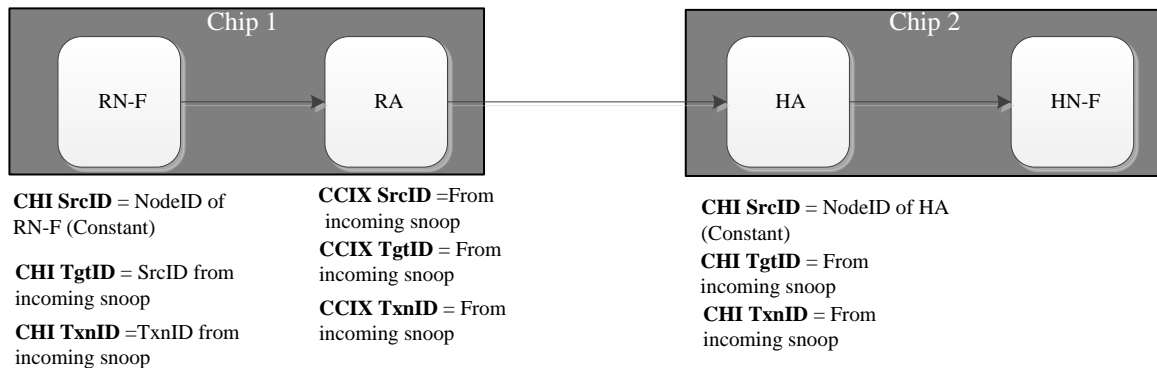 Chip 1
Chip 2
RN-F
RA
HA
HN-F
CHI SrcID = NodeID of
RN-F (Constant)
CHI TgtID = SrcID from
incoming snoop
CHI TxnID =TxnID from
incoming snoop
CCIX SrcID =From
incoming snoop
CCIX TgtID = From
incoming snoop
CCIX TxnID = From
incoming snoop
CHI SrcID = NodeID of HA
(Constant)
CHI TgtID = From
incoming snoop
CHI TxnID = From
incoming snoop